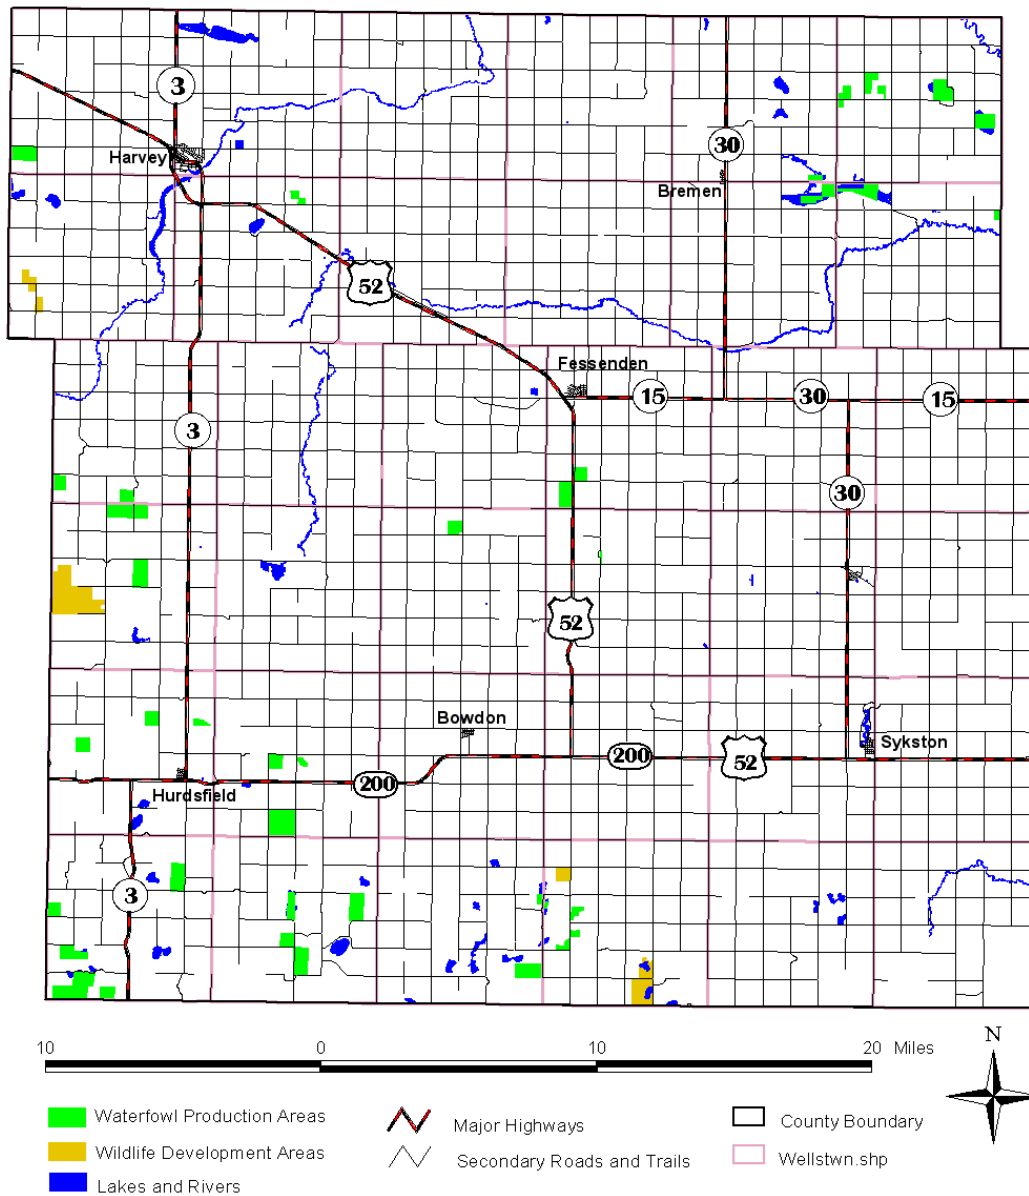 3
Harvey
30
Bremen
52
Fessenden
15
30
15
3
30
52
Bowdon
Sykston
200
52
200
Hurdsfield
3
10 0 10 20 Miles
N
Waterfowl Production Areas
Major Highways
County Boundary
Wildlife Development Areas
Secondary Roads and Trails
Wellstwn.shp
Lakes and Rivers